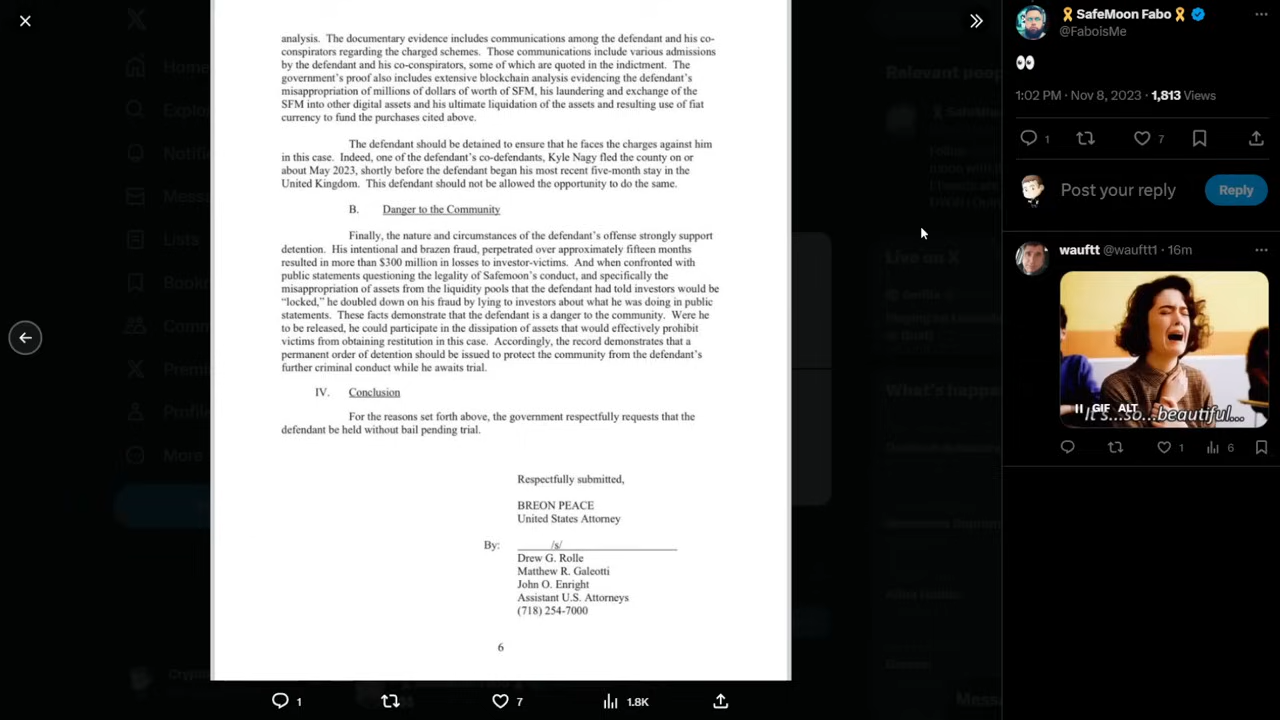 analysis. The documentary evidence includes communications among the defendant and his co-
conspirators regarding the charged schemes. Those communications include various admissions
by the defendant and his co-conspirators, some of which are quoted in the indictment. The
government's proof also includes extensive blockchain analysis evidencing the defendant's
misappropriation of millions of dollars of worth of SFM, his laundering and exchange of the
SFM into other digital assets and his ultimate liquidation of the assets and resulting use of fiat
currency to fund the purchases cited above.
The defendant should be detained to ensure that he faces the charges against him
in this case. Indeed, one of the defendant's co-defendants, Kyle Nagy fled the county on or
about May 2023, shortly before the defendant began his most recent five-month stay in the
United Kingdom. This defendant should not be allowed the opportunity to do the same.
B. Danger to the Community
Finally, the nature and circumstances of the defendant's offense strongly support
detention. His intentional and brazen fraud, perpetrated over approximately fifteen months
resulted in more than $300 million in losses to investor-victims. And when confronted with
public statements questioning the legality of Safemoon's conduct, and specifically the
misappropriation of assets from the liquidity pools that the defendant had told investors would be
"locked," he doubled down on his fraud by lying to investors about what he was doing in public
statements. These facts demonstrate that the defendant is a danger to the community. Were he
to be released, he could participate in the dissipation of assets that would effectively prohibit
victims from obtaining restitution in this case. Accordingly, the record demonstrates that a
permanent order of detention should be issued to protect the community from the defendant's
further criminal conduct while he awaits trial.
IV. Conclusion
For the reasons set forth above, the government respectfully requests that the
defendant be held without bail pending trial.
Respectfully submitted,
BREON PEACE
United States Attorney
By: /s/
Drew G. Rolle
Matthew R. Galeotti
John O. Enright
Assistant U.S. Attorneys
(718) 254-7000
6
1
7
1.8K
SafeMoon Fabo
@FaboisMe
1:02 PM · Nov 8, 2023 · 1,813 Views
1
7
Post your reply
Reply
wauftt @wauftt1 · 16m
It's...so...beautiful...
GIF ALT
1
6
Home
Lists
More